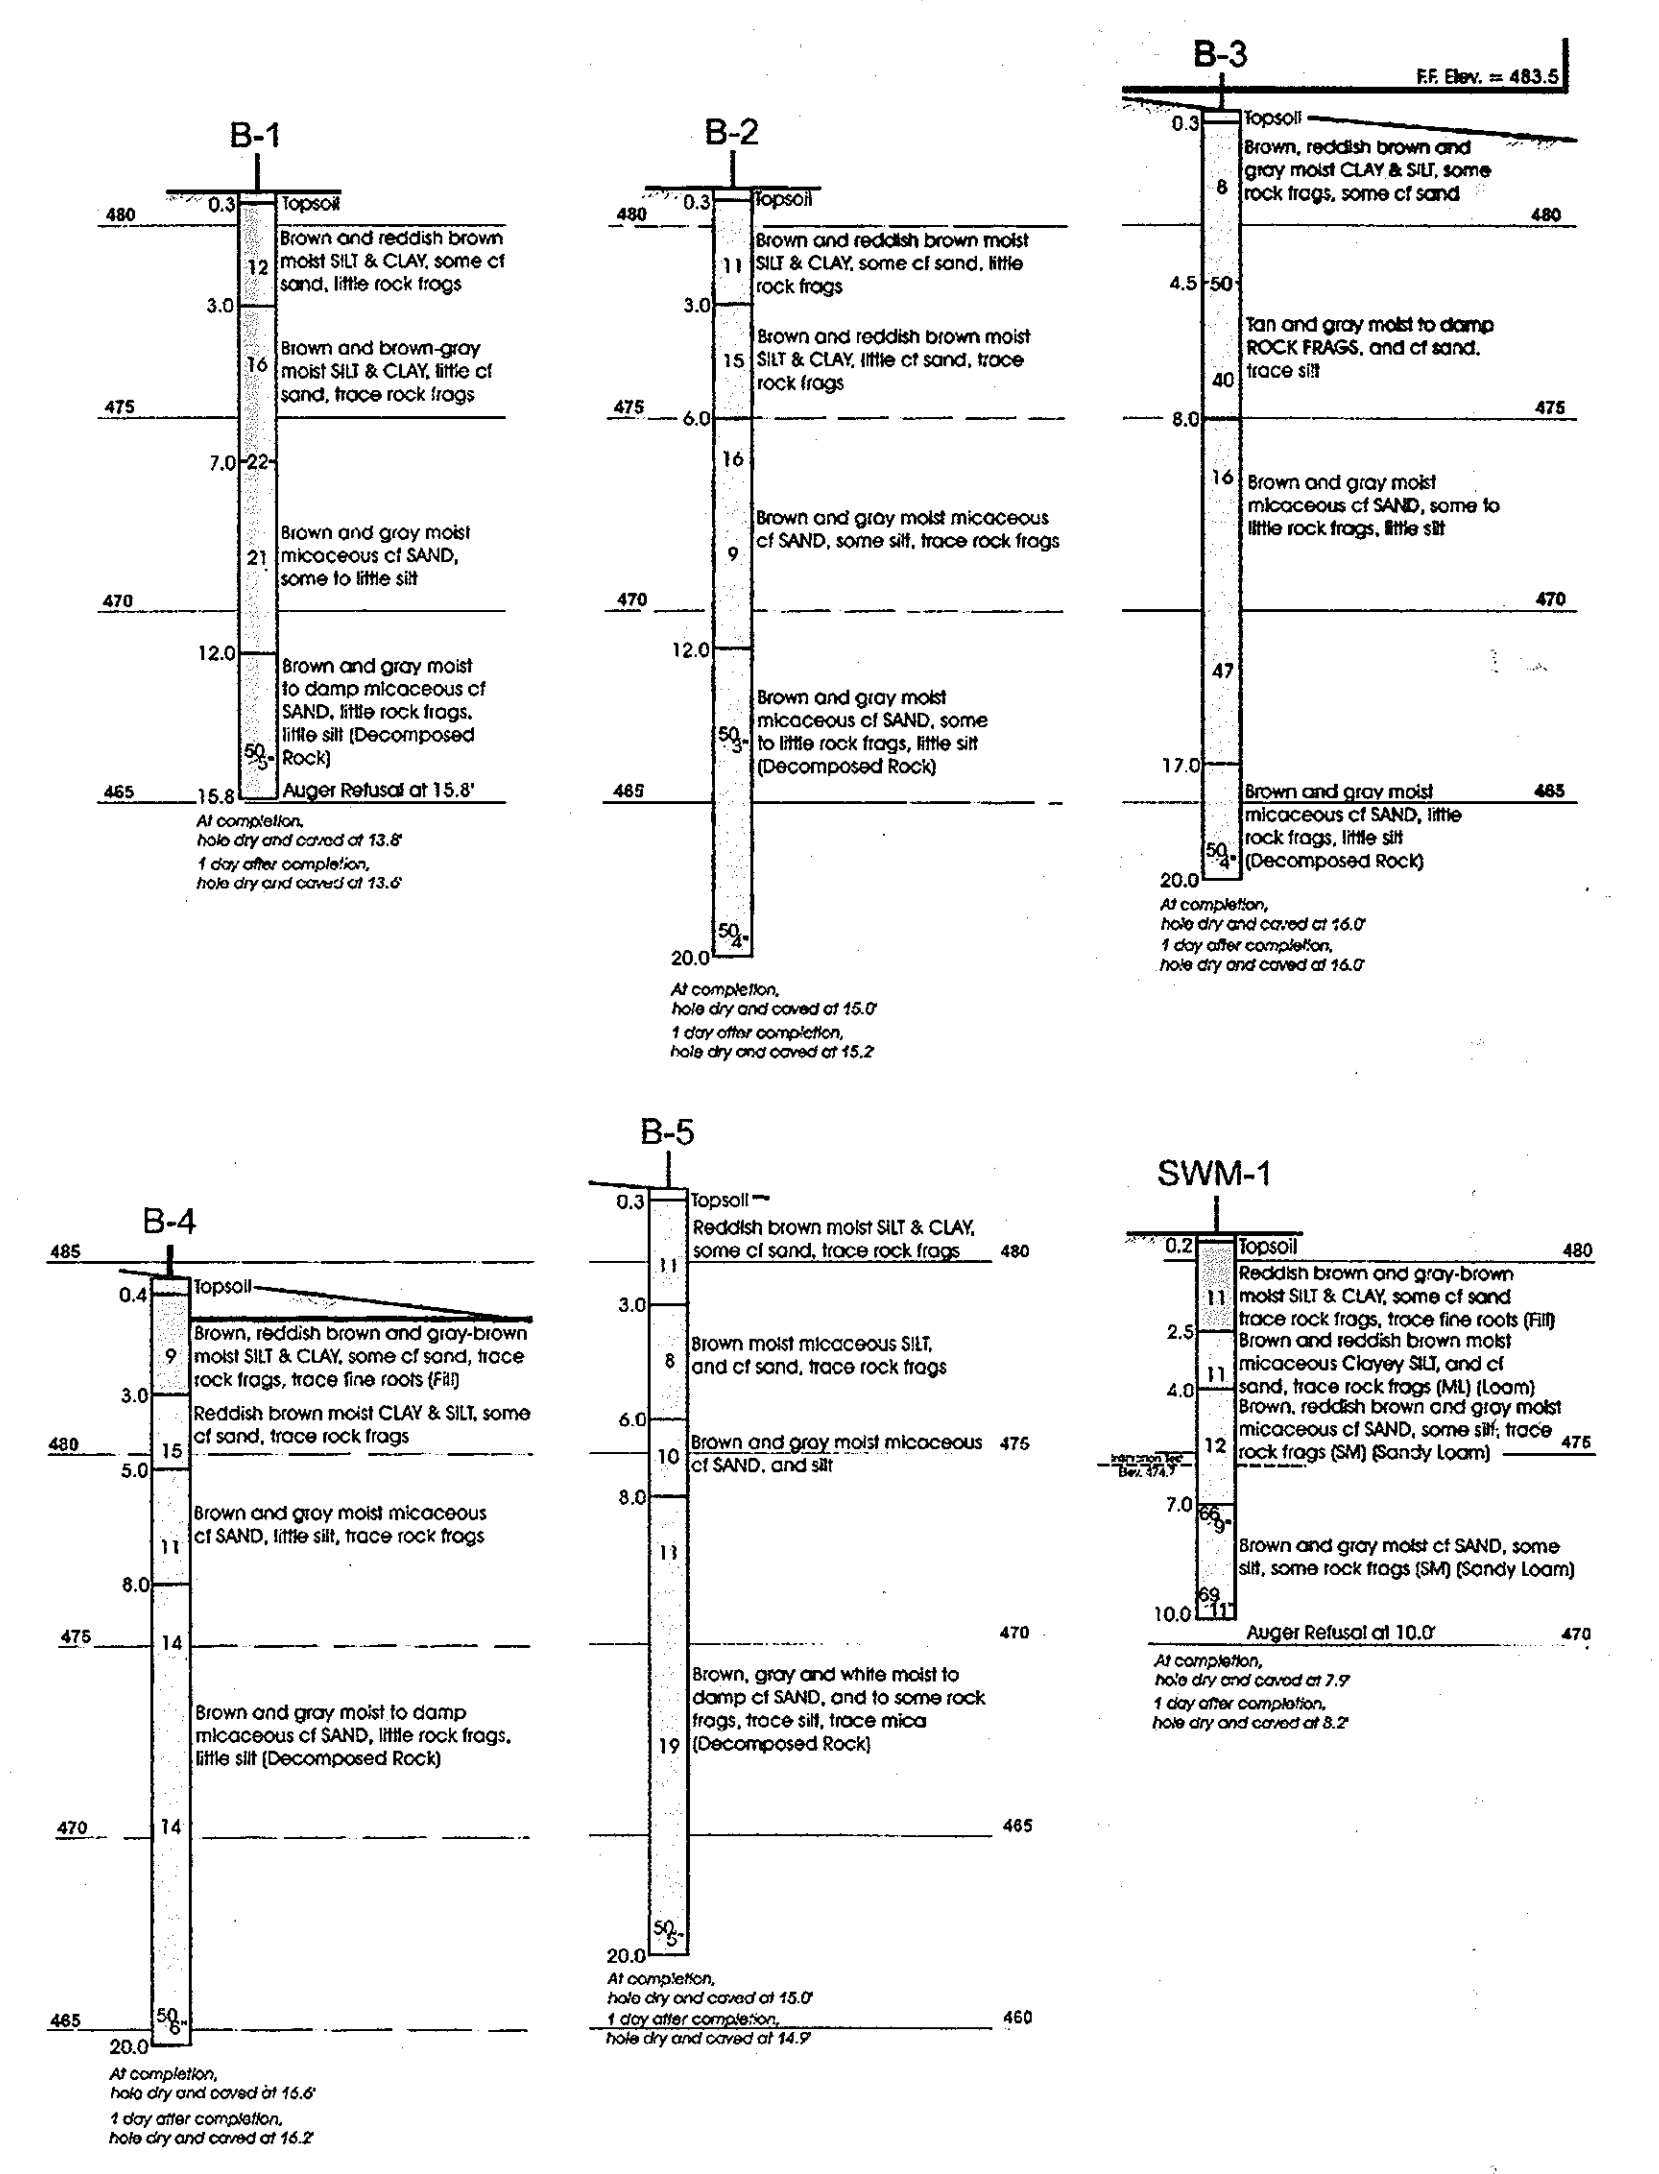 B-1
480
0.3
Topsoil
Brown and reddish brown
moist SILT & CLAY, some cf
sand, little rock frags
12
3.0
Brown and brown-gray
moist SILT & CLAY, little cf
sand, trace rock frags
16
475
7.0
22
Brown and gray moist
micaceous cf SAND,
some to little silt
21
470
12.0
Brown and gray moist
to damp micaceous cf
SAND, little rock frags,
little silt (Decomposed
Rock)
50/5"
465
15.8
Auger Refusal at 15.8'
At completion,
hole dry and caved at 13.8'
1 day after completion,
hole dry and caved at 13.6'
B-2
480
0.3
Topsoil
Brown and reddish brown moist
SILT & CLAY, some cf sand, little
rock frags
11
3.0
Brown and reddish brown moist
SILT & CLAY, little cf sand, trace
rock frags
15
475
6.0
16
Brown and gray moist micaceous
cf SAND, some silt, trace rock frags
9
470
12.0
Brown and gray moist
micaceous cf SAND, some
to little rock frags, little silt
(Decomposed Rock)
50/3"
465
50/4"
20.0
At completion,
hole dry and caved at 15.0'
1 day after completion,
hole dry and caved at 15.2'
B-3
F.F. Elev. = 483.5
0.3
Topsoil
Brown, reddish brown and
gray moist CLAY & SILT, some
rock frags, some cf sand
8
480
4.5
50
Tan and gray moist to damp
ROCK FRAGS, and cf sand,
trace silt
40
475
8.0
16
Brown and gray moist
micaceous cf SAND, some to
little rock frags, little silt
470
47
17.0
Brown and gray moist
465
micaceous cf SAND, little
rock frags, little silt
(Decomposed Rock)
50/4"
20.0
At completion,
hole dry and caved at 16.0'
1 day after completion,
hole dry and caved at 16.0'
B-4
485
0.4
Topsoil
Brown, reddish brown and gray-brown
moist SILT & CLAY, some cf sand, trace
rock frags, trace fine roots (Fill)
9
3.0
Reddish brown moist CLAY & SILT, some
cf sand, trace rock frags
480
15
5.0
Brown and gray moist micaceous
cf SAND, little silt, trace rock frags
11
8.0
475
14
Brown and gray moist to damp
micaceous cf SAND, little rock frags,
little silt (Decomposed Rock)
470
14
465
50/6"
20.0
At completion,
hole dry and caved at 16.6'
1 day after completion,
hole dry and caved at 16.2'
B-5
0.3
Topsoil
Reddish brown moist SILT & CLAY,
some cf sand, trace rock frags
480
11
3.0
Brown moist micaceous SILT,
and cf sand, trace rock frags
8
6.0
Brown and gray moist micaceous
cf SAND, and silt
475
10
8.0
11
470
Brown, gray and white moist to
damp cf SAND, and to some rock
frags, trace silt, trace mica
(Decomposed Rock)
19
465
50/5"
20.0
At completion,
hole dry and caved at 15.0'
1 day after completion,
hole dry and caved at 14.9'
460
SWM-1
0.2
Topsoil
480
Reddish brown and gray-brown
moist SILT & CLAY, some cf sand
trace rock frags, trace fine roots (Fill)
11
2.5
Brown and reddish brown moist
micaceous Clayey SILT, and cf
sand, trace rock frags (ML) (Loam)
11
4.0
Brown, reddish brown and gray moist
micaceous cf SAND, some silt, trace
rock frags (SM) (Sandy Loam)
475
12
Infiltration Test
Elev. 474.7
7.0
66/9"
Brown and gray moist cf SAND, some
silt, some rock frags (SM) (Sandy Loam)
69/11"
10.0
Auger Refusal at 10.0'
470
At completion,
hole dry and caved at 7.9'
1 day after completion,
hole dry and caved at 8.2'